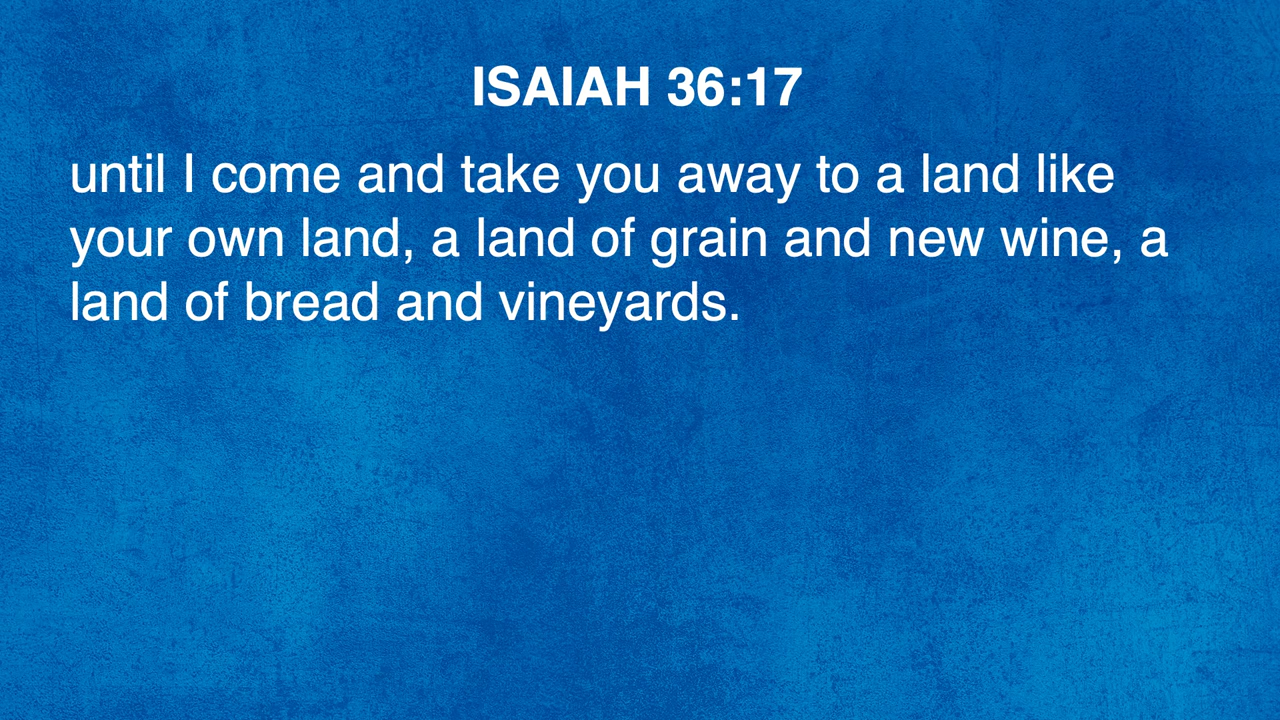 ISAIAH 36:17
until I come and take you away to a land like
your own land, a land of grain and new wine, a
land of bread and vineyards.